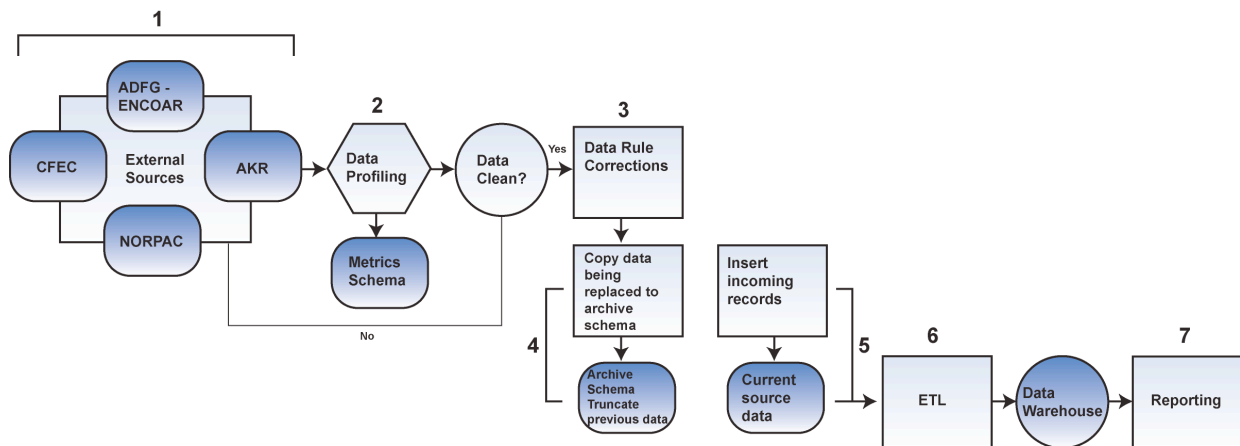 1
ADFG -
ENCOAR
CFEC
External
Sources
AKR
NORPAC
2
Data
Profiling
Metrics
Schema
Data
Clean?
Yes
No
3
Data Rule
Corrections
Copy data
being
replaced to
archive
schema
4
Archive
Schema
Truncate
previous data
Insert
incoming
records
5
Current
source
data
6
ETL
Data
Warehouse
7
Reporting